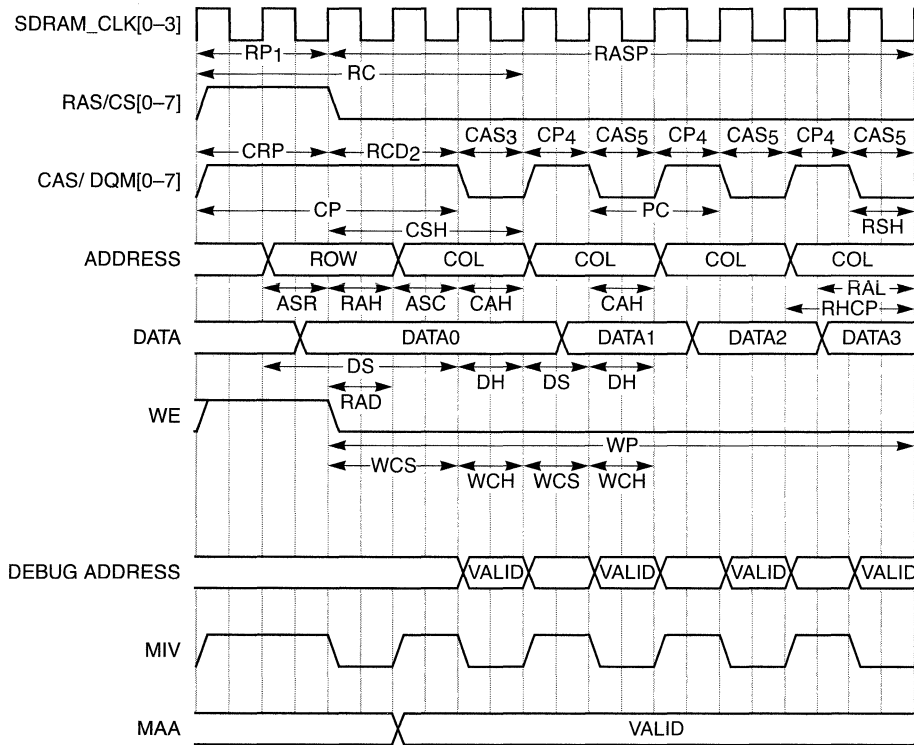 SDRAM_CLK[0–3]
RP1 RASP
RC
RAS/CS[0–7]
CAS3 CP4 CAS5 CP4 CAS5 CP4 CAS5
CRP RCD2
CAS/ DQM[0–7]
CP PC
CSH RSH
ADDRESS ROW COL COL COL COL
ASR RAH ASC CAH CAH RAL
RHCP
DATA DATA0 DATA1 DATA2 DATA3
DS DH DS DH
RAD
WE
WP
WCS WCH WCS WCH
DEBUG ADDRESS VALID VALID VALID VALID
MIV
MAA VALID